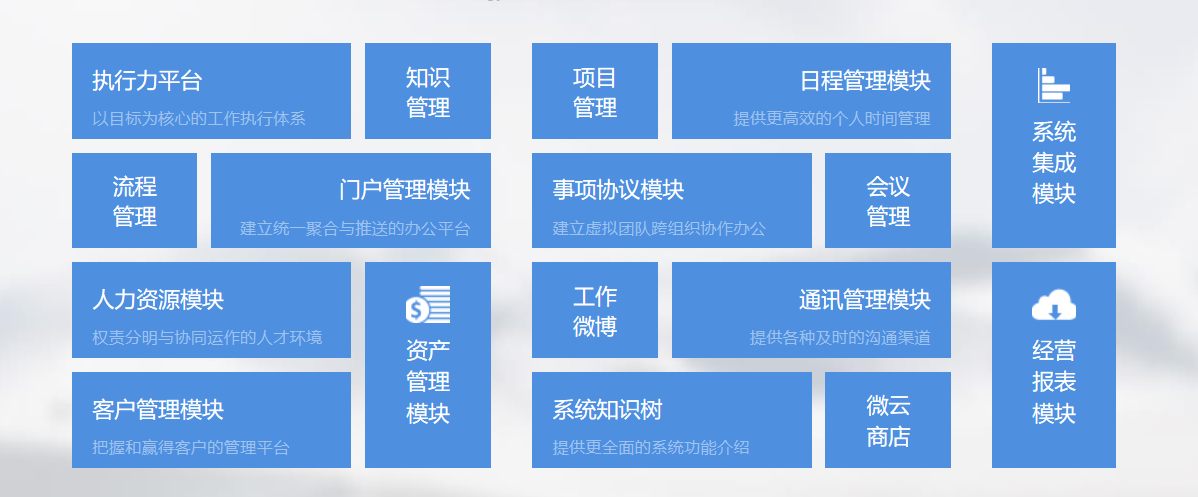 执行力平台
以目标为核心的工作执行体系
知识
管理
流程
管理
门户管理模块
建立统一聚合与推送的办公平台
人力资源模块
权责分明与协同运作的人才环境
客户管理模块
把握和赢得客户的管理平台
资产
管理
模块
项目
管理
日程管理模块
提供更高效的个人时间管理
事项协议模块
建立虚拟团队跨组织协作办公
会议
管理
工作
微博
通讯管理模块
提供各种及时的沟通渠道
系统知识树
提供更全面的系统功能介绍
微云
商店
系统
集成
模块
经营
报表
模块